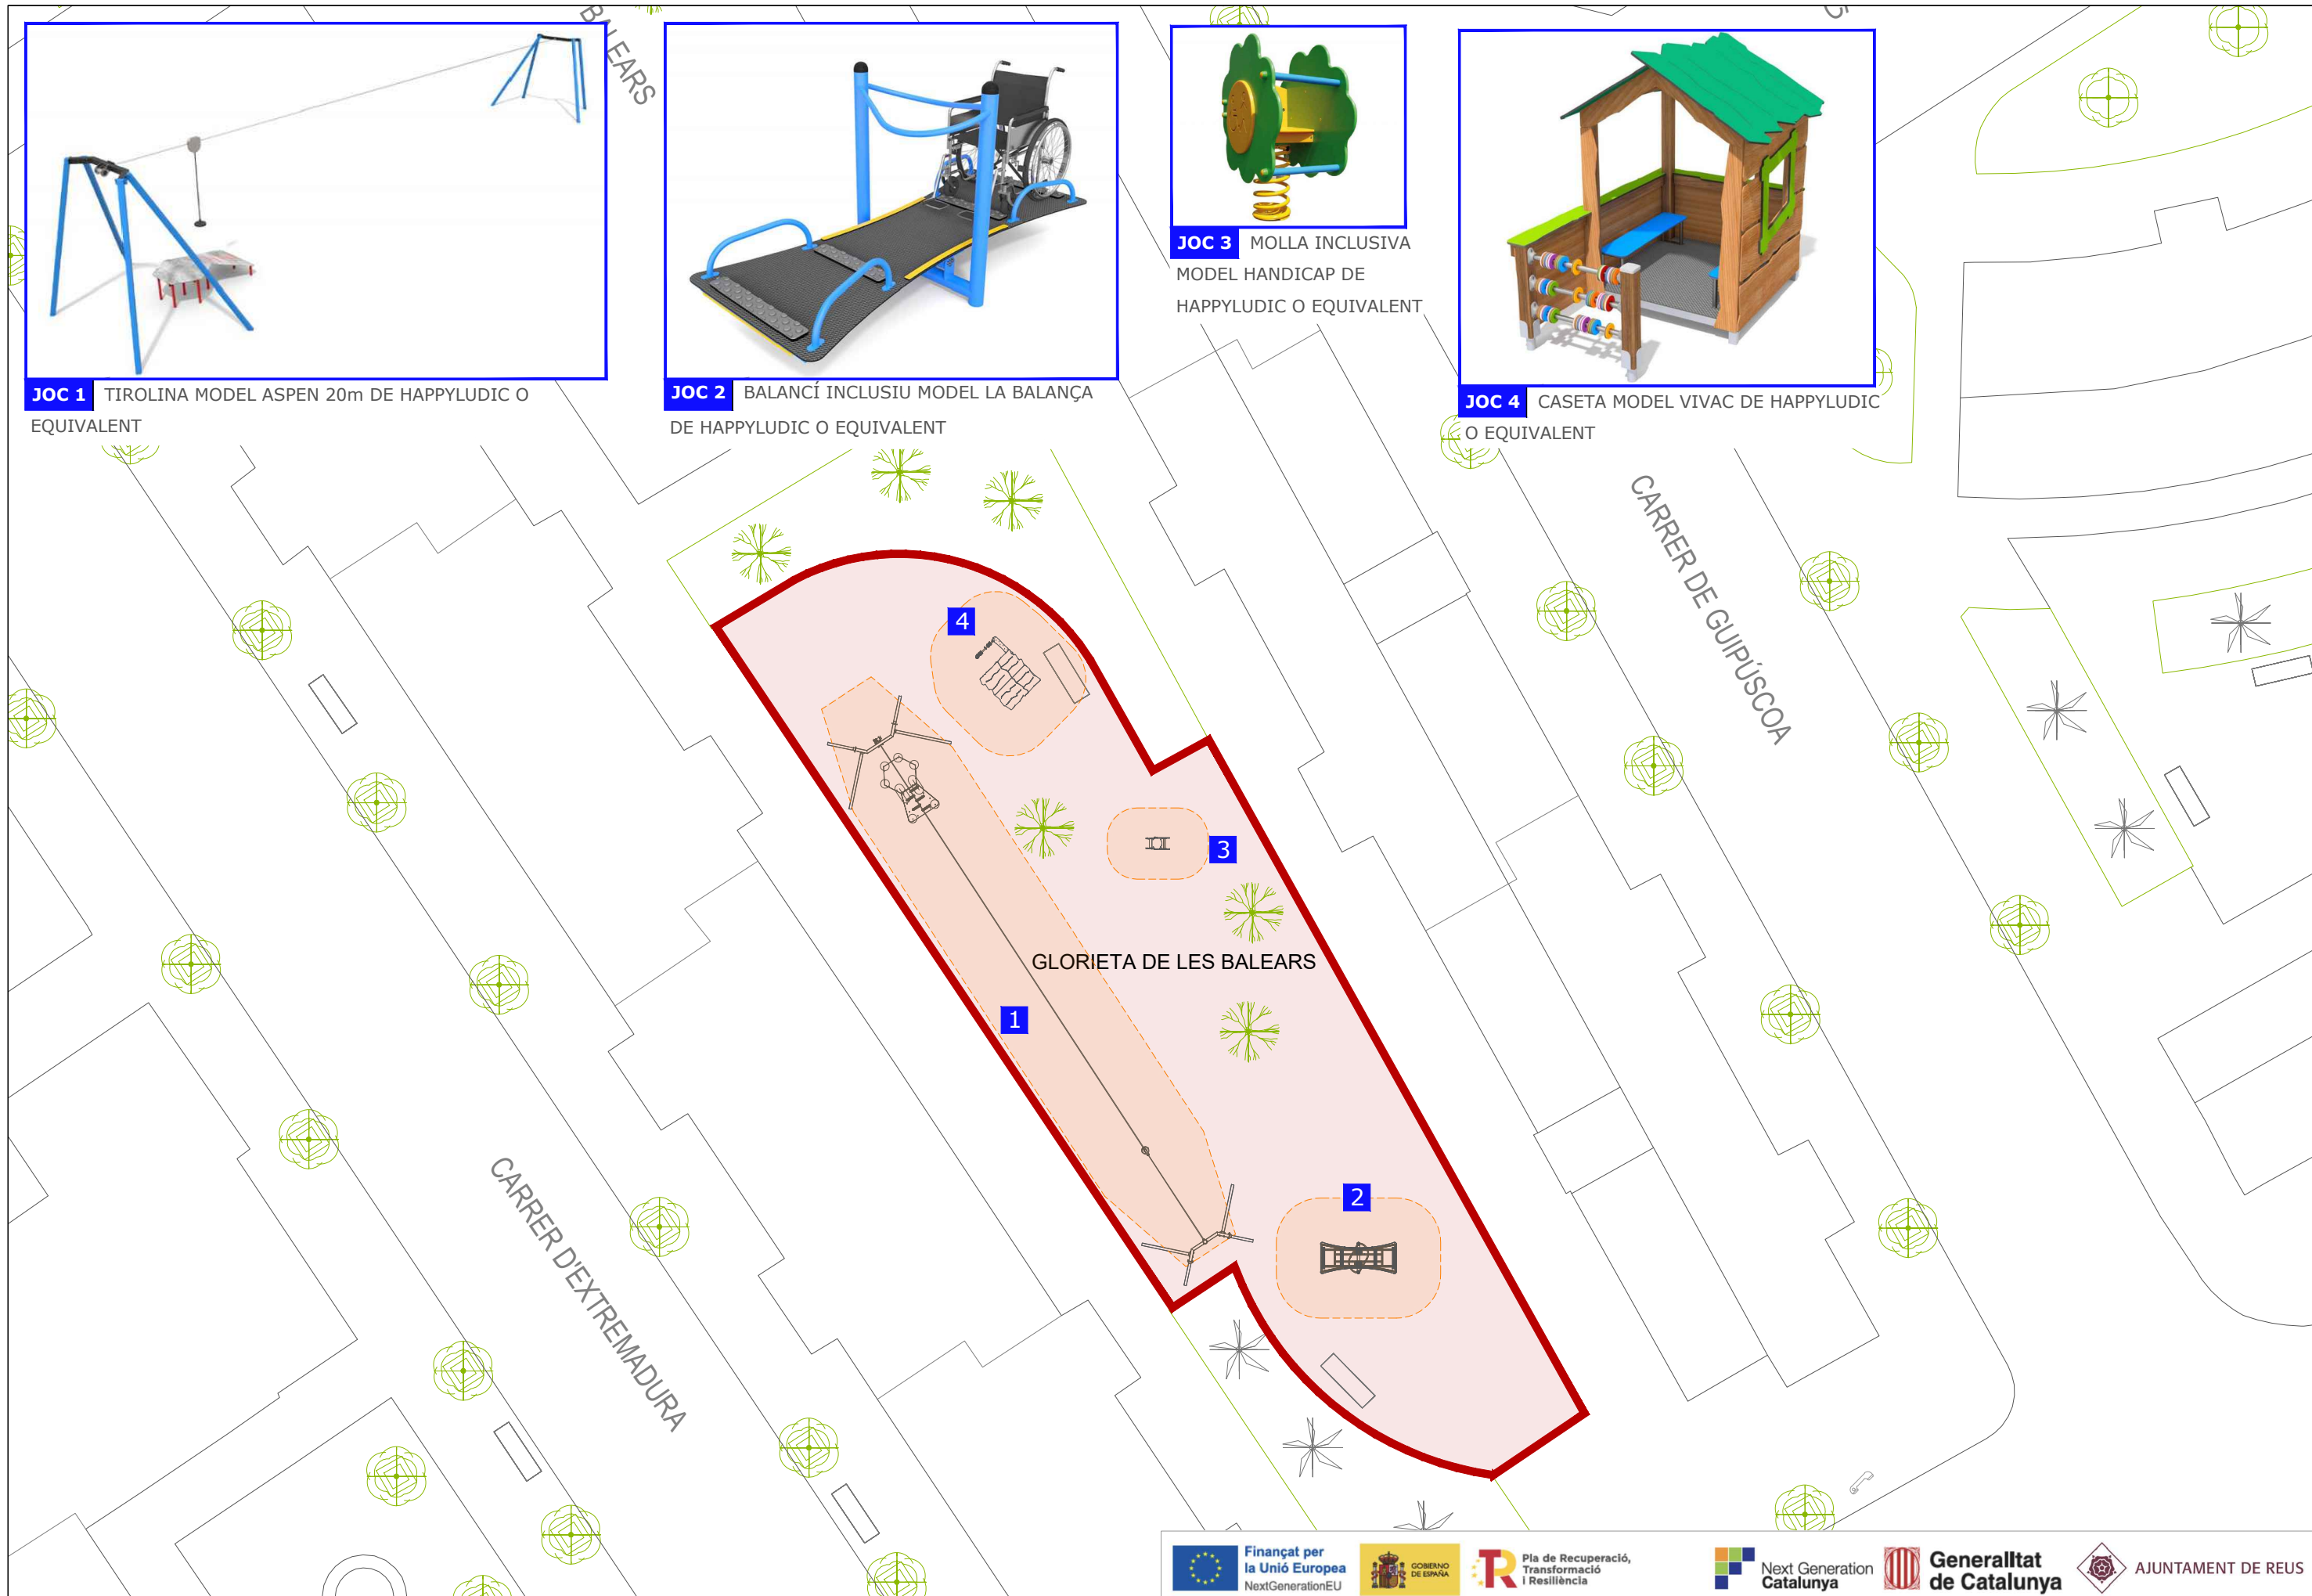 BALEARS
S
JOC 1 TIROLINA MODEL ASPEN 20m DE HAPPYLUDIC O
EQUIVALENT
JOC 2 BALANCÍ INCLUSIU MODEL LA BALANÇA
DE HAPPYLUDIC O EQUIVALENT
JOC 3 MOLLA INCLUSIVA
MODEL HANDICAP DE
HAPPYLUDIC O EQUIVALENT
JOC 4 CASETA MODEL VIVAC DE HAPPYLUDIC
O EQUIVALENT
CARRER DE GUIPÚSCOA
4
3
GLORIETA DE LES BALEARS
1
2
CARRER D'EXTREMADURA
Finançat per
la Unió Europea
NextGenerationEU
GOBIERNO
DE ESPAÑA
Pla de Recuperació,
Transformació
i Resiliència
Next Generation
Catalunya
Generalitat
de Catalunya
AJUNTAMENT DE REUS